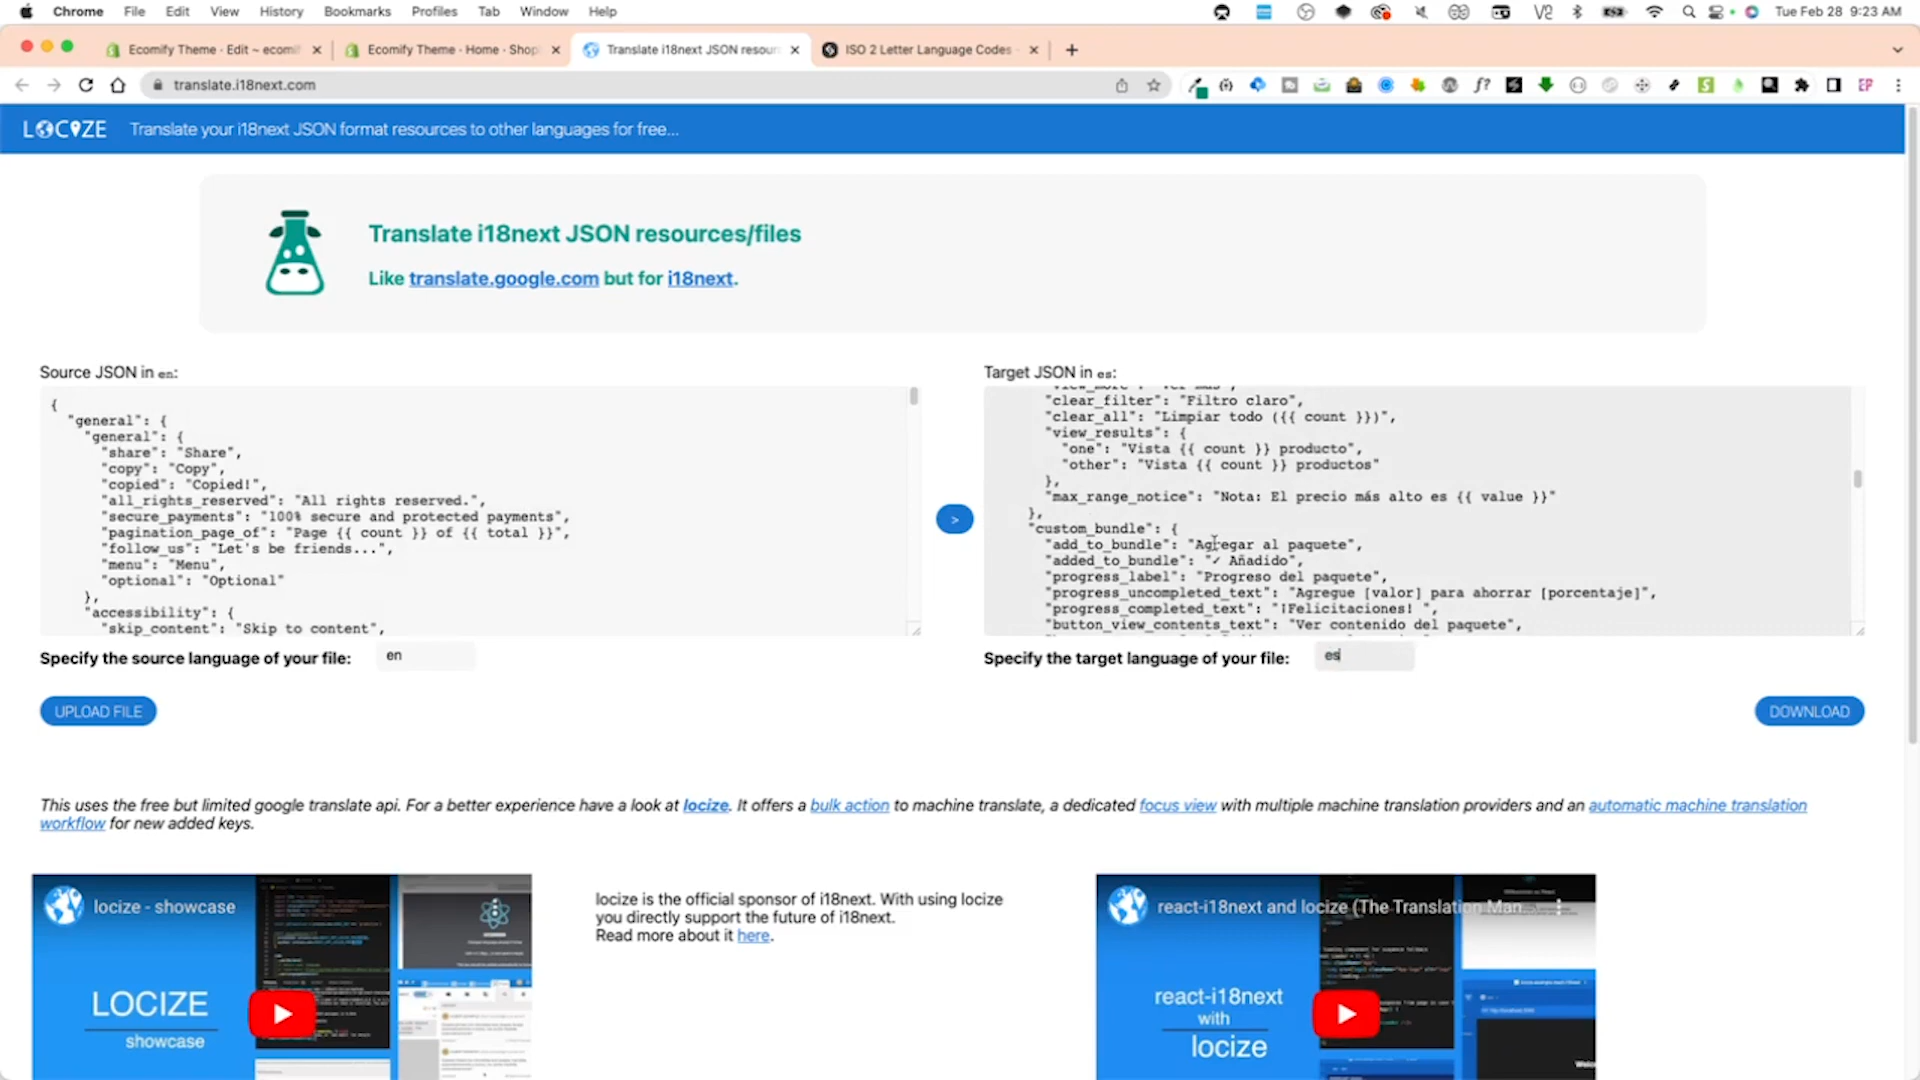 Chrome File Edit View History Bookmarks Profiles Tab Window Help
Tue Feb 28 9:23 AM
Ecomify Theme · Edit ~ ecomif
Ecomify Theme · Home · Shop
Translate i18next JSON resour
ISO 2 Letter Language Codes
translate.i18next.com
LOCIZE
Translate your i18next JSON format resources to other languages for free...
Translate i18next JSON resources/files
Like translate.google.com but for i18next.
Source JSON in en:
{
"general": {
"general": {
"share": "Share",
"copy": "Copy",
"copied": "Copied!",
"all_rights_reserved": "All rights reserved.",
"secure_payments": "100% secure and protected payments",
"pagination_page_of": "Page {{ count }} of {{ total }}",
"follow_us": "Let's be friends...",
"menu": "Menu",
"optional": "Optional"
},
"accessibility": {
"skip_content": "Skip to content",
Specify the source language of your file: en
UPLOAD FILE
>
Target JSON in es:
"view_more": "Ver más",
"clear_filter": "Filtro claro",
"clear_all": "Limpiar todo ({{ count }})",
"view_results": {
"one": "Vista {{ count }} producto",
"other": "Vista {{ count }} productos"
},
"max_range_notice": "Nota: El precio más alto es {{ value }}"
},
"custom_bundle": {
"add_to_bundle": "Agregar al paquete",
"added_to_bundle": "✓ Añadido",
"progress_label": "Progreso del paquete",
"progress_uncompleted_text": "Agregue [valor] para ahorrar [porcentaje]",
"progress_completed_text": "¡Felicitaciones! ",
"button_view_contents_text": "Ver contenido del paquete",
Specify the target language of your file: es
DOWNLOAD
This uses the free but limited google translate api. For a better experience have a look at locize. It offers a bulk action to machine translate, a dedicated focus view with multiple machine translation providers and an automatic machine translation
workflow for new added keys.
locize - showcase
LOCIZE
showcase
locize is the official sponsor of i18next. With using locize
you directly support the future of i18next.
Read more about it here.
react-i18next and locize (The Translation Man...
react-i18next
with
locize